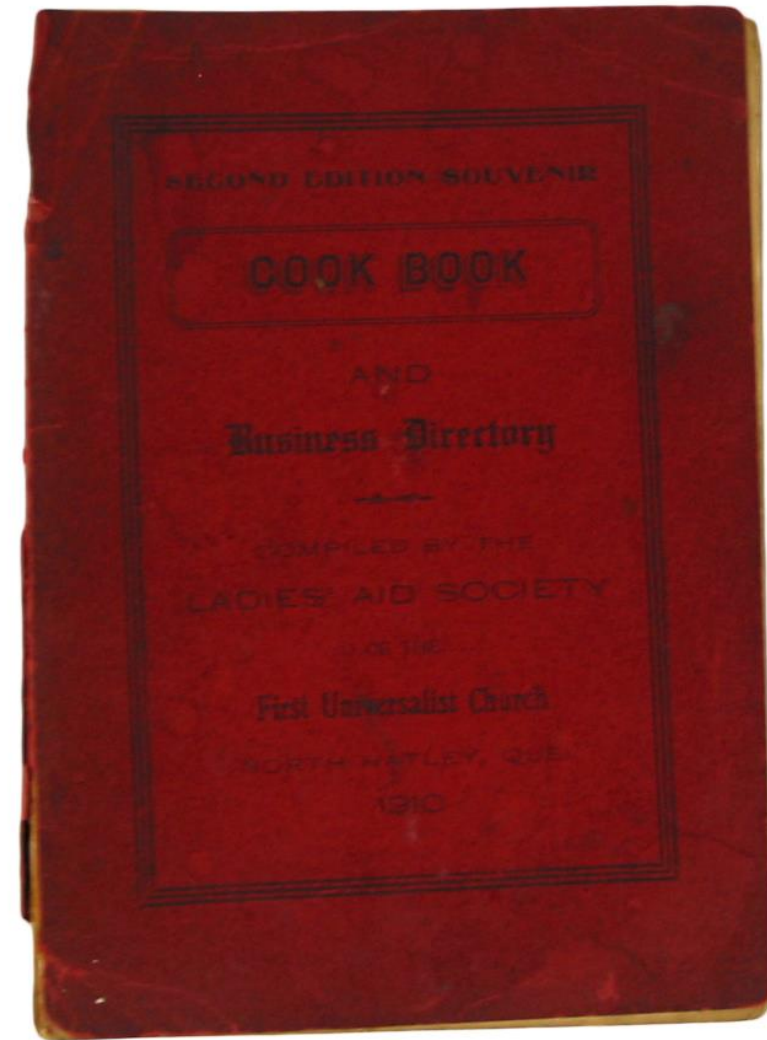 SECOND EDITION SOUVENIR
COOK BOOK
AND
Business Directory
COMPILED BY THE
LADIES' AID SOCIETY
OF THE
First Universalist Church
NORTH HATLEY, QUE.
1910